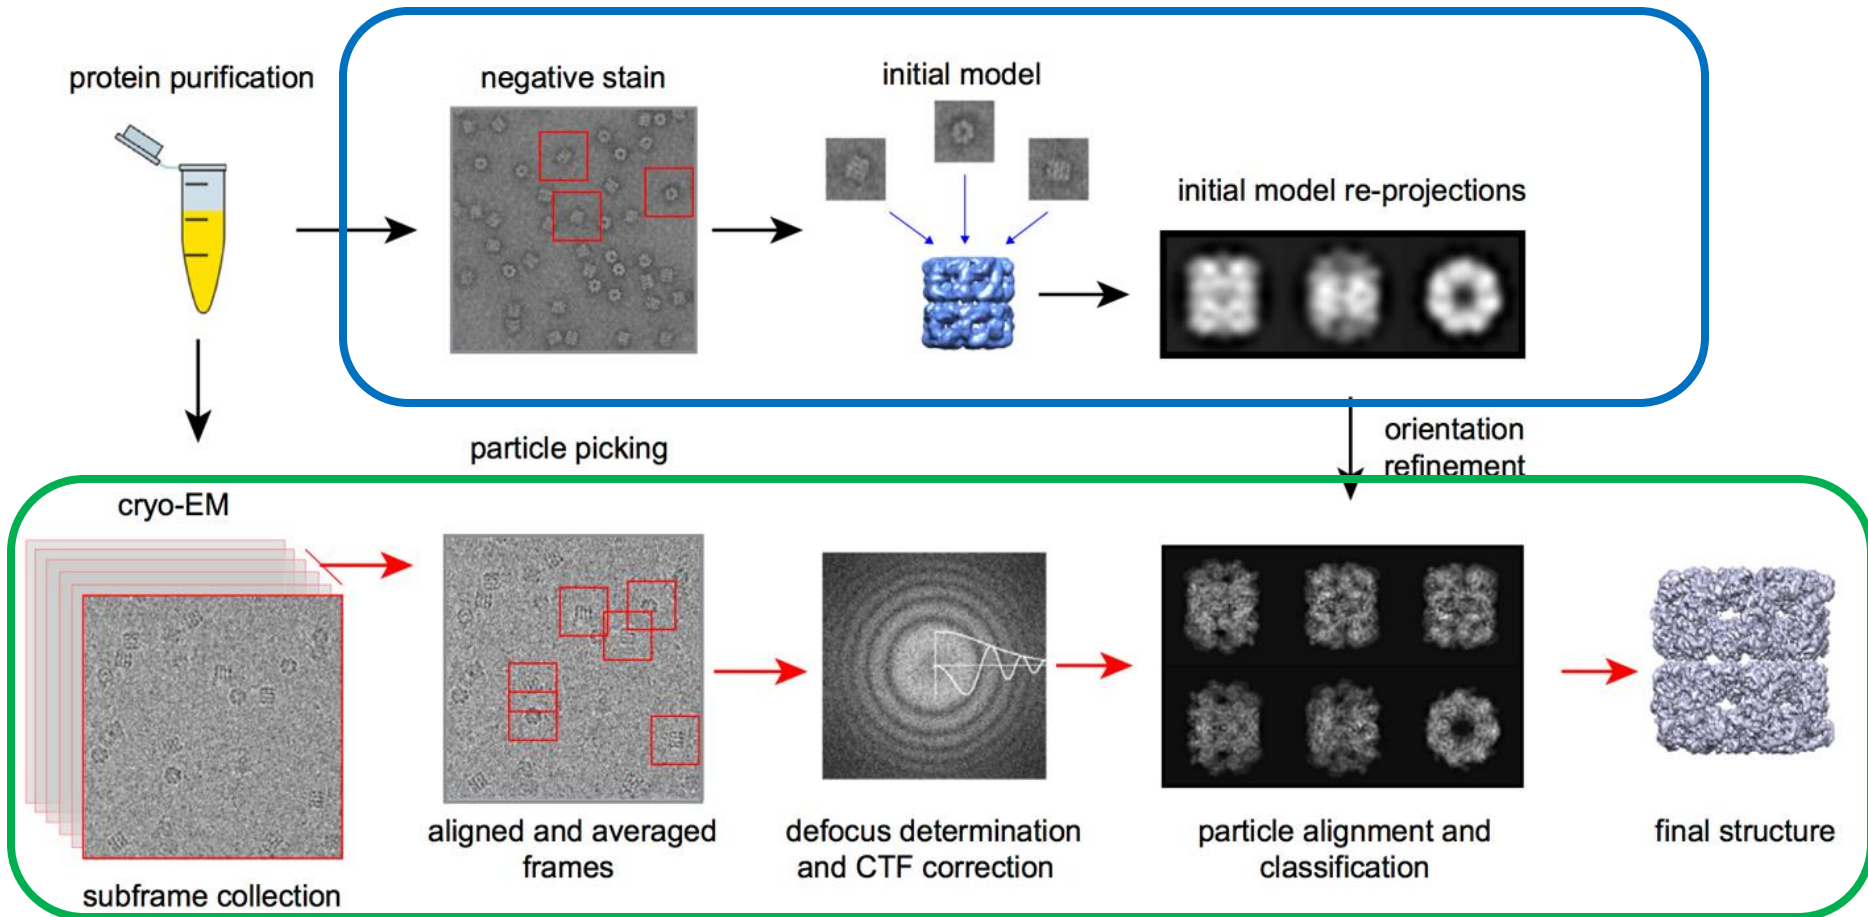 protein purification
negative stain
initial model
initial model re-projections
orientation
refinement
particle picking
cryo-EM
subframe collection
aligned and averaged
frames
defocus determination
and CTF correction
particle alignment and
classification
final structure